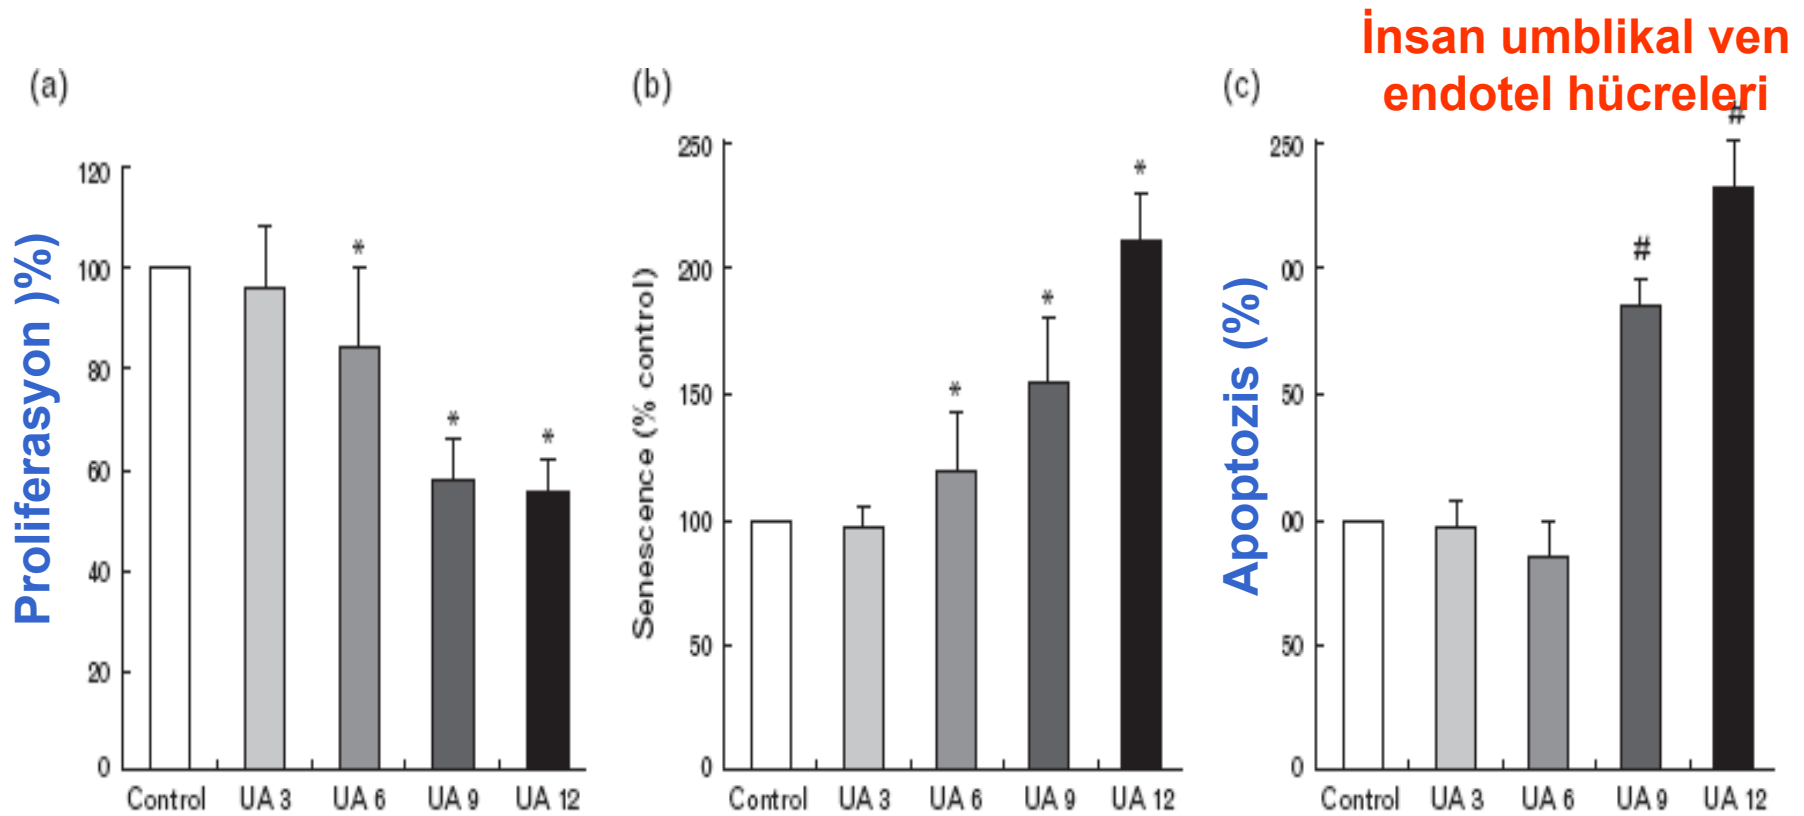 İnsan umblikal ven
endotel hücreleri
(a)
Proliferasyon )%)
120
100
80
60
40
20
0
*
*
*
Control UA 3 UA 6 UA 9 UA 12
(b)
Senescence (% control)
250
200
150
100
50
0
*
*
*
Control UA 3 UA 6 UA 9 UA 12
(c)
Apoptozis (%)
250
00
50
00
50
0
#
#
Control UA 3 UA 6 UA 9 UA 12